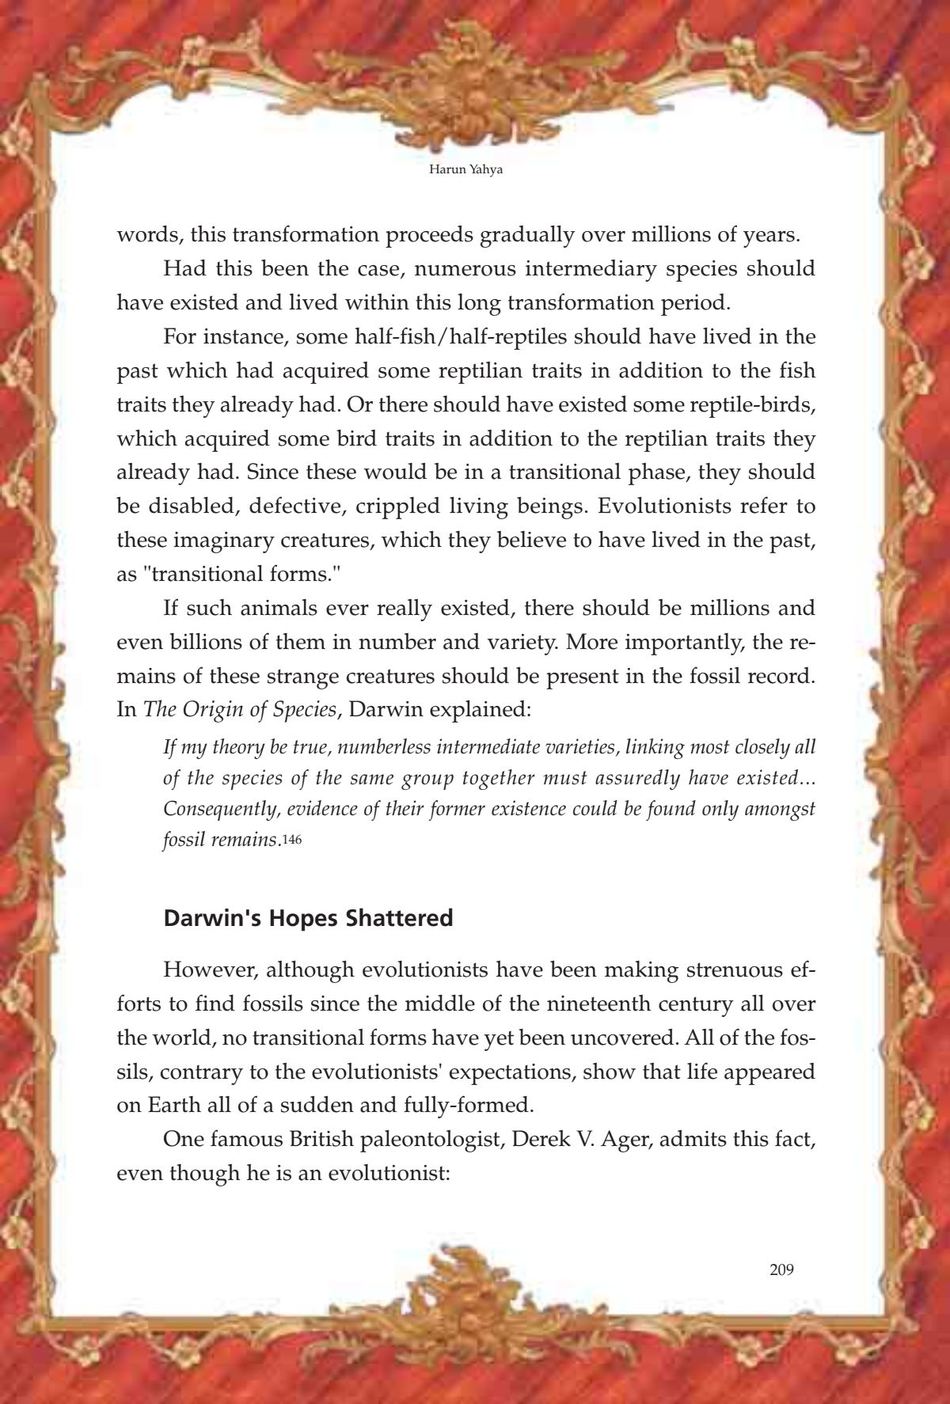 Harun Yahya
words, this transformation proceeds gradually over millions of years.
Had this been the case, numerous intermediary species should
have existed and lived within this long transformation period.
For instance, some half-fish/half-reptiles should have lived in the
past which had acquired some reptilian traits in addition to the fish
traits they already had. Or there should have existed some reptile-birds,
which acquired some bird traits in addition to the reptilian traits they
already had. Since these would be in a transitional phase, they should
be disabled, defective, crippled living beings. Evolutionists refer to
these imaginary creatures, which they believe to have lived in the past,
as "transitional forms."
If such animals ever really existed, there should be millions and
even billions of them in number and variety. More importantly, the re-
mains of these strange creatures should be present in the fossil record.
In The Origin of Species, Darwin explained:
If my theory be true, numberless intermediate varieties, linking most closely all
of the species of the same group together must assuredly have existed...
Consequently, evidence of their former existence could be found only amongst
fossil remains.146
Darwin's Hopes Shattered
However, although evolutionists have been making strenuous ef-
forts to find fossils since the middle of the nineteenth century all over
the world, no transitional forms have yet been uncovered. All of the fos-
sils, contrary to the evolutionists' expectations, show that life appeared
on Earth all of a sudden and fully-formed.
One famous British paleontologist, Derek V. Ager, admits this fact,
even though he is an evolutionist:
209